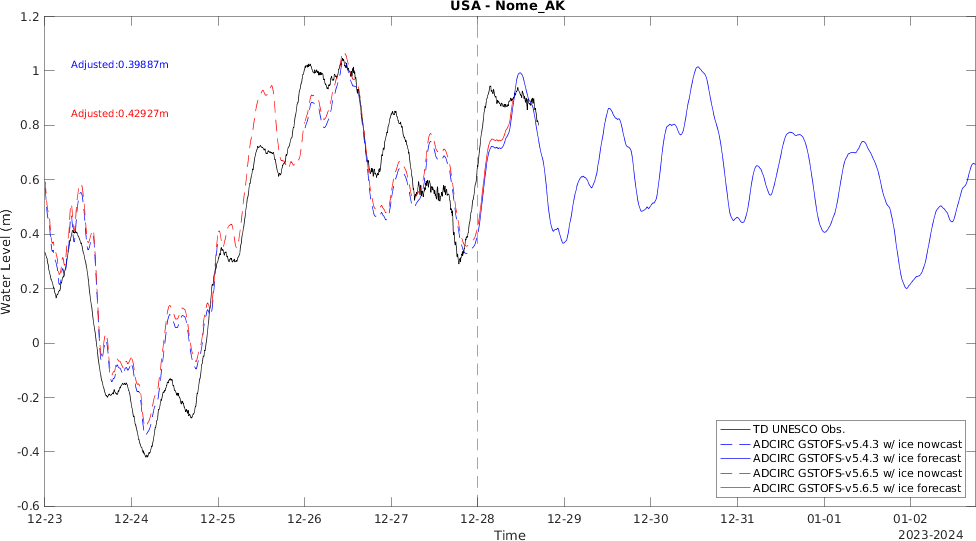 USA - Nome_AK
1.2
1
0.8
0.6
0.4
0.2
0
-0.2
-0.4
-0.6
Water Level (m)
Adjusted:0.39887m
Adjusted:0.42927m
TD UNESCO Obs.
ADCIRC GSTOFS-v5.4.3 w/ ice nowcast
ADCIRC GSTOFS-v5.4.3 w/ ice forecast
ADCIRC GSTOFS-v5.6.5 w/ ice nowcast
ADCIRC GSTOFS-v5.6.5 w/ ice forecast
12-23 12-24 12-25 12-26 12-27 12-28 12-29 12-30 12-31 01-01 01-02
Time
2023-2024